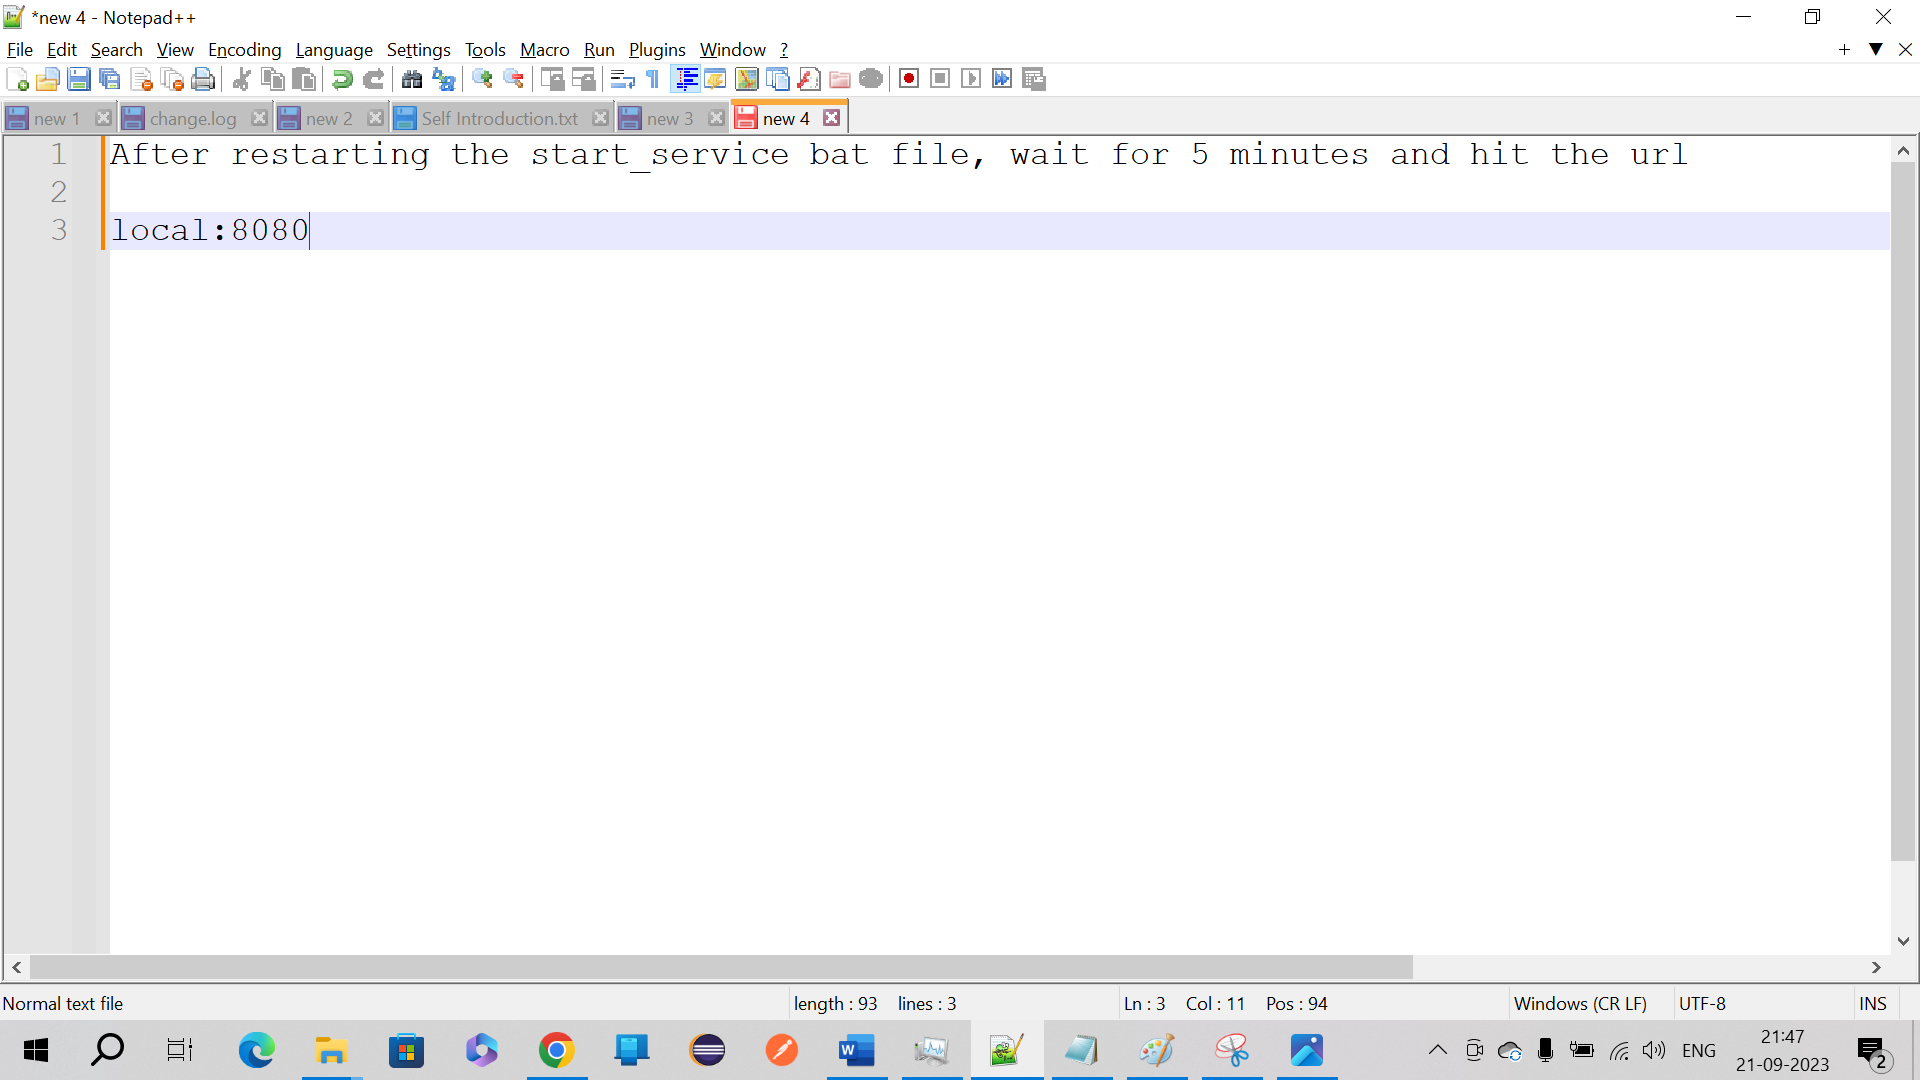 *new 4 - Notepad++
File Edit Search View Encoding Language Settings Tools Macro Run Plugins Window ?
new 1 change.log new 2 Self Introduction.txt new 3 new 4
1 After restarting the start_service bat file, wait for 5 minutes and hit the url
2
3 local:8080
Normal text file length : 93 lines : 3 Ln : 3 Col : 11 Pos : 94 Windows (CR LF) UTF-8 INS
W ENG 21:47
21-09-2023
2